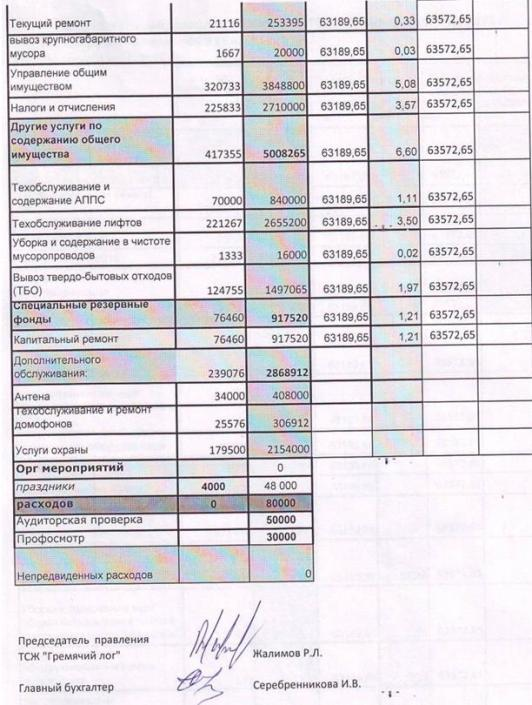 Текущий ремонт 21116 253395 63189,65 0,33 63572,65
вывоз крупногабаритного
мусора 1667 20000 63189,65 0,03 63572,65
Управление общим
имуществом 320733 3848800 63189,65 5,08 63572,65
Налоги и отчисления 225833 2710000 63189,65 3,57 63572,65
Другие услуги по
содержанию общего
имущества 417355 5008265 63189,65 6,60 63572,65
Техобслуживание и
содержание АППС 70000 840000 63189,65 1,11 63572,65
Техобслуживание лифтов 221267 2655200 63189,65 3,50 63572,65
Уборка и содержание в чистоте
мусоропроводов 1333 16000 63189,65 0,02 63572,65
Вывоз твердо-бытовых отходов
(ТБО) 124755 1497065 63189,65 1,97 63572,65
Специальные резервные
фонды 76460 917520 63189,65 1,21 63572,65
Капитальный ремонт 76460 917520 63189,65 1,21 63572,65
Дополнительного
обслуживания: 239076 2868912
Антена 34000 408000
Техобслуживание и ремонт
домофонов 25576 306912
Услуги охраны 179500 2154000
Орг мероприятий 0
праздники 4000 48 000
расходов 0 80000
Аудиторская проверка 50000
Профосмотр 30000
Непредвиденных расходов 0
Председатель правления
ТСЖ "Гремячий лог" Жалимов Р.Л.
Главный бухгалтер Серебренникова И.В.